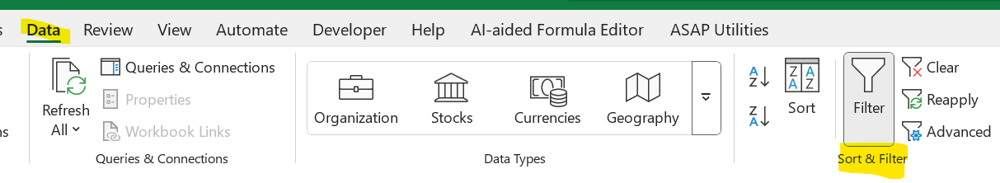 Data Review View Automate Developer Help AI-aided Formula Editor ASAP Utilities
Refresh All
Queries & Connections
Properties
Workbook Links
Queries & Connections
Organization Stocks Currencies Geography
Data Types
A
Z
Z
A
Z A
A Z
Sort
Filter
Clear
Reapply
Advanced
Sort & Filter